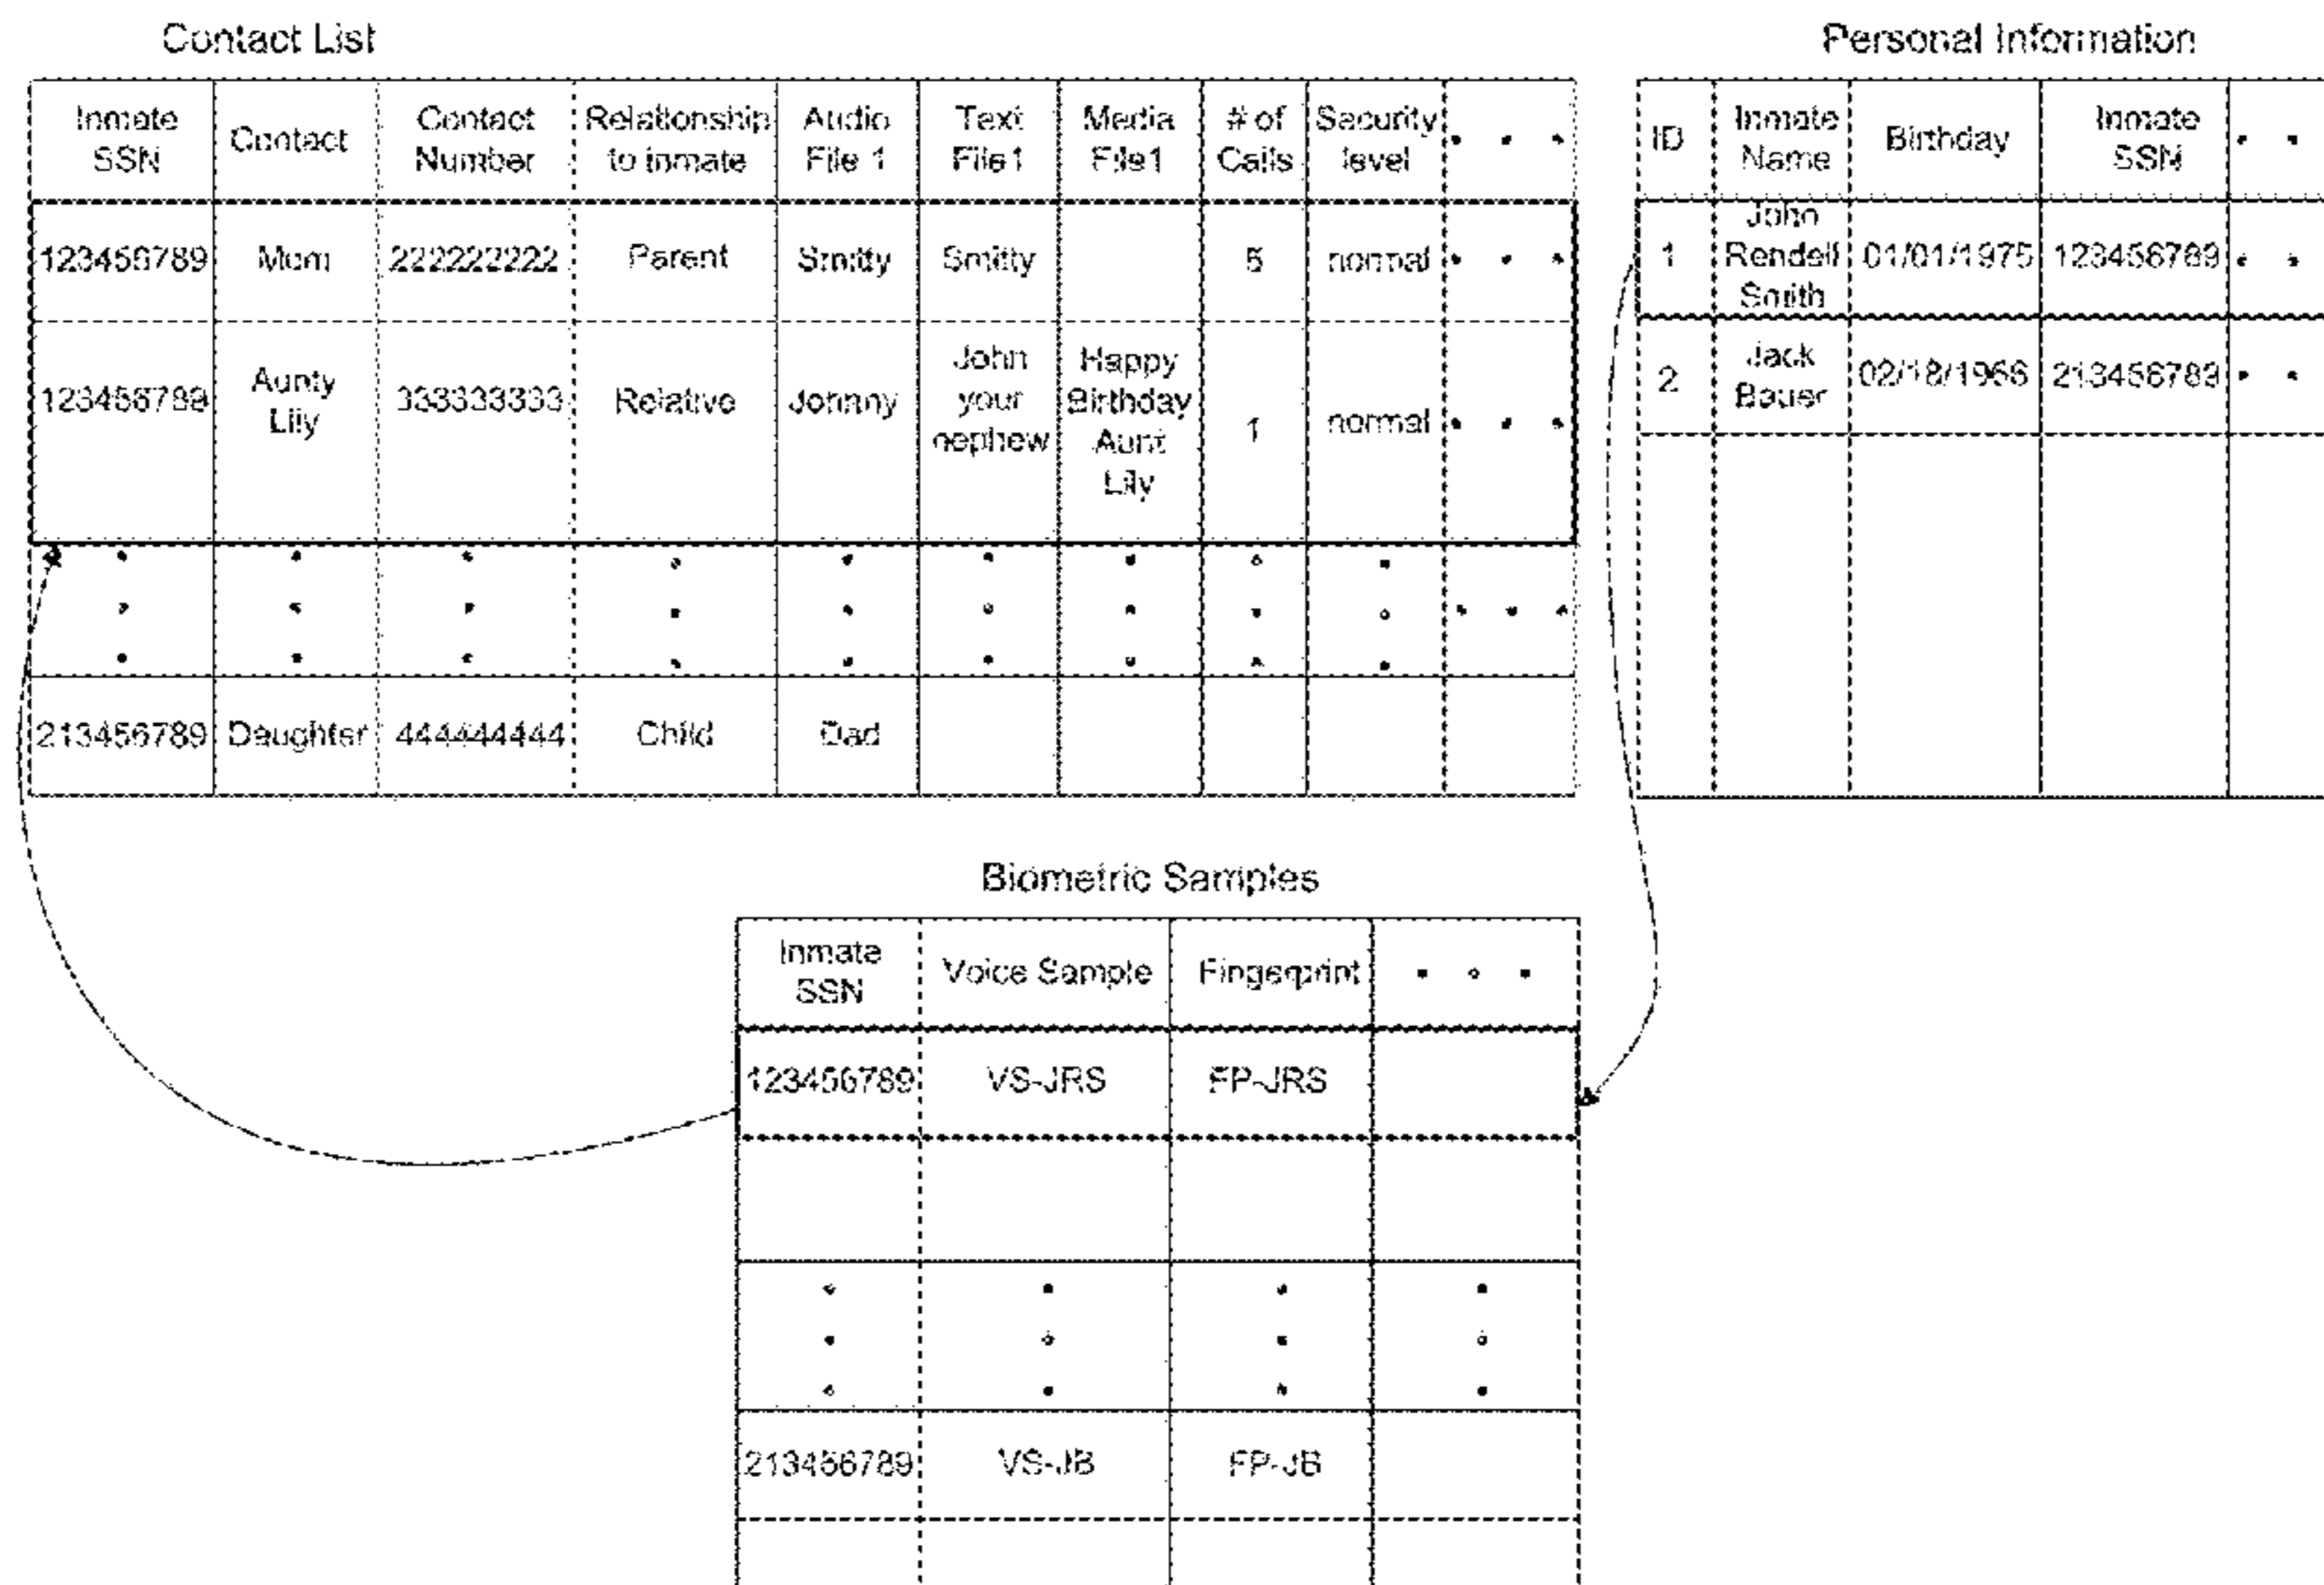 Contact List
Inmate SSN Contact Contact Number Relationship to inmate Audio File 1 Text File1 Media File1 # of Calls Security level
123456789 Mom 222222222 Parent Smitty Smitty 5 normal
123456789 Aunty Lily 333333333 Relative Johnny John your nephew Happy Birthday Aunt Lily 1 normal
213456789 Daughter 444444444 Child Dad
Personal Information
ID Inmate Name Birthday Inmate SSN
1 John Rendell Smith 01/01/1975 123456789
2 Jack Bauer 02/18/1966 213456789
Biometric Samples
Inmate SSN Voice Sample Fingerprint
123456789 VS-JRS FP-JRS
213456789 VS-JB FP-JB